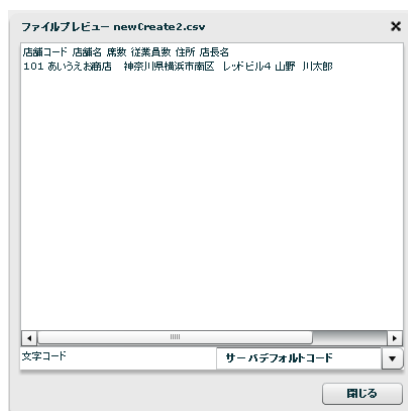 ファイルプレビュー newCreate2.csv
店舗コード 店舗名 席数 従業員数 住所 店長名
101 あいうえお商店　神奈川県横浜市南区　レッドビル4 山野　川太郎
文字コード
サーバデフォルトコード
閉じる